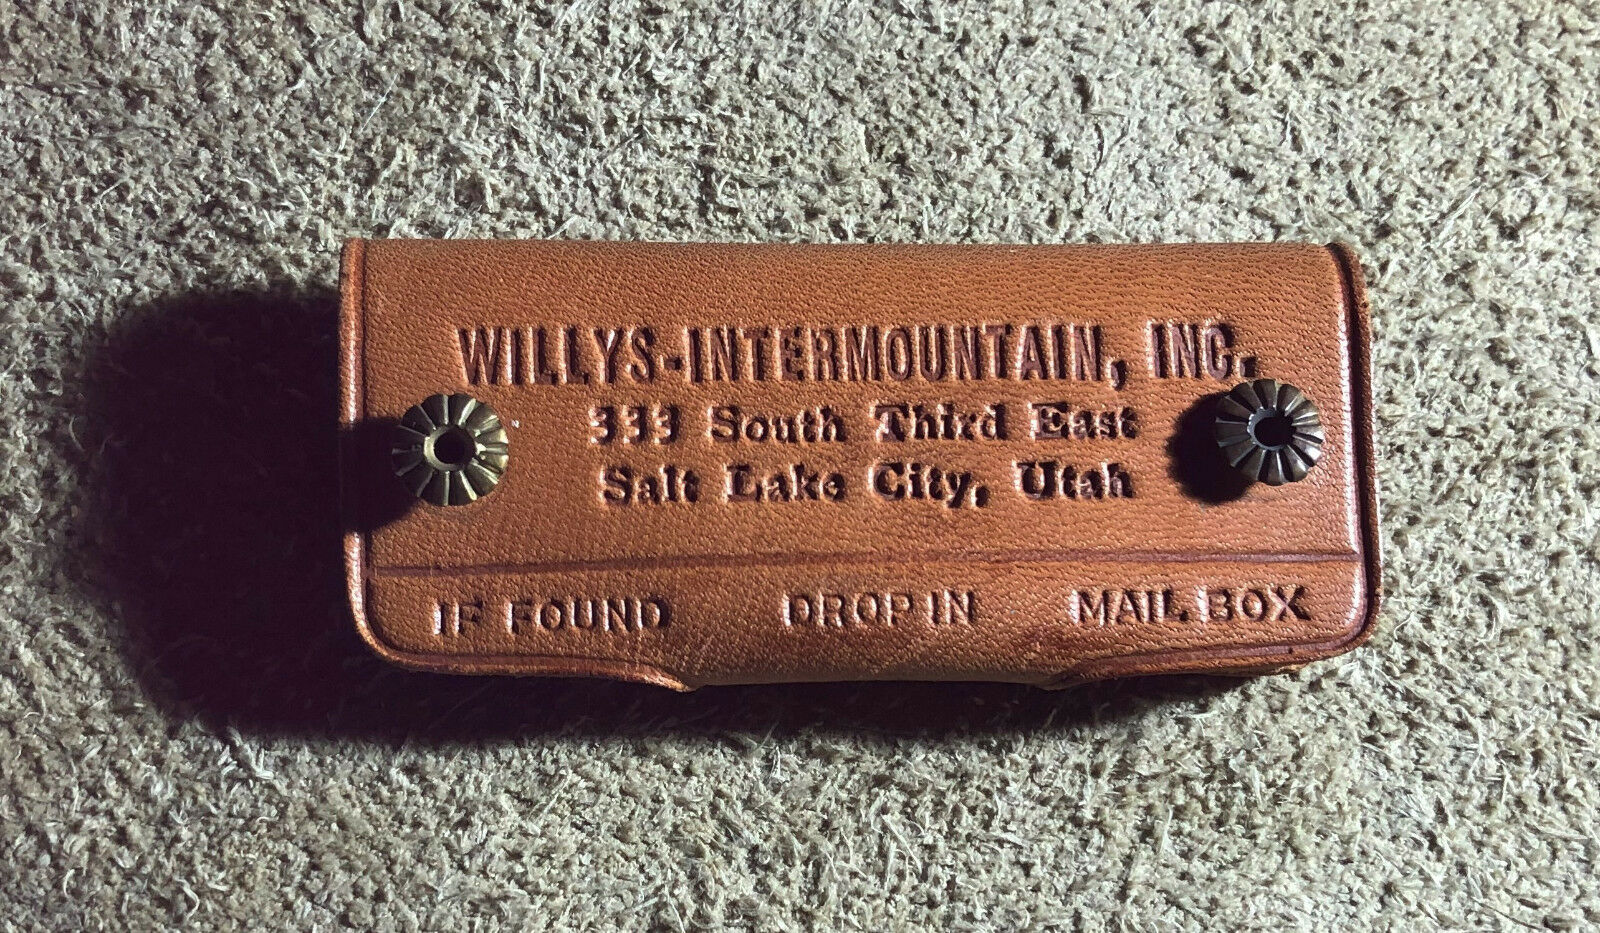 WILLYS-INTERMOUNTAIN, INC.
333 South Third East
Salt Lake City, Utah
IF FOUND DROP IN MAIL BOX